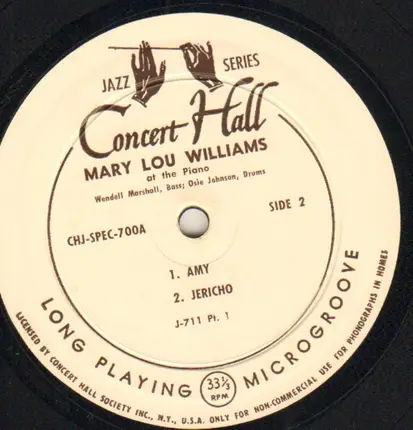 JAZZ SERIES
Concert Hall
MARY LOU WILLIAMS
at the Piano
Wendell Marshall, Bass; Osie Johnson, Drums
CHJ-SPEC-700A
SIDE 2
1. AMY
2. JERICHO
J-711 Pt. 1
LONG PLAYING 33⅓ RPM MICROGROOVE
LICENSED BY CONCERT HALL SOCIETY INC., N.Y., U.S.A. ONLY FOR NON-COMMERCIAL USE FOR PHONOGRAPHS IN HOMES